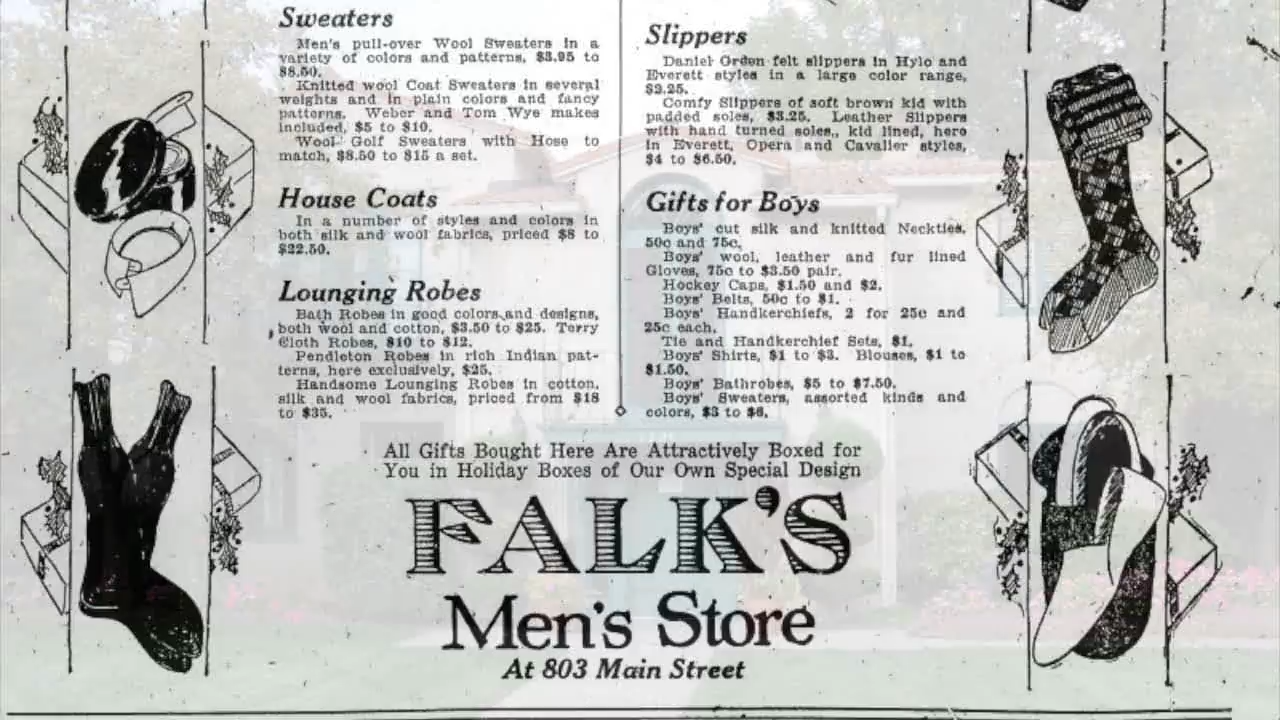 Sweaters
Men's pull-over Wool Sweaters in a
variety of colors and patterns, $3.95 to
$8.50.
Knitted wool Coat Sweaters in several
weights and in plain colors and fancy
patterns. Weber and Tom Wye makes
included, $5 to $10.
Wool Golf Sweaters with Hose to
match, $8.50 to $15 a set.
House Coats
In a number of styles and colors in
both silk and wool fabrics, priced $8 to
$22.50.
Lounging Robes
Bath Robes in good colors and designs,
both wool and cotton, $3.50 to $25. Terry
Cloth Robes, $10 to $12.
Pendleton Robes in rich Indian pat-
terns, here exclusively, $25.
Handsome Lounging Robes in cotton,
silk and wool fabrics, priced from $18
to $35.
Slippers
Daniel Green felt slippers in Hylo and
Everett styles in a large color range,
$2.25.
Comfy Slippers of soft brown kid with
padded soles, $3.25. Leather Slippers
with hand turned soles, kid lined, here
in Everett, Opera and Cavalier styles,
$4 to $6.50.
Gifts for Boys
Boys' cut silk and knitted Neckties,
50c and 75c.
Boys' wool, leather and fur lined
Gloves, 75c to $3.50 pair.
Hockey Caps, $1.50 and $2.
Boys' Belts, 50c to $1.
Boys' Handkerchiefs, 2 for 25c and
25c each.
Tie and Handkerchief Sets, $1.
Boys' Shirts, $1 to $3. Blouses, $1 to
$1.50.
Boys' Bathrobes, $5 to $7.50.
Boys' Sweaters, assorted kinds and
colors, $3 to $6.
All Gifts Bought Here Are Attractively Boxed for
You in Holiday Boxes of Our Own Special Design
FALK'S
Men's Store
At 803 Main Street